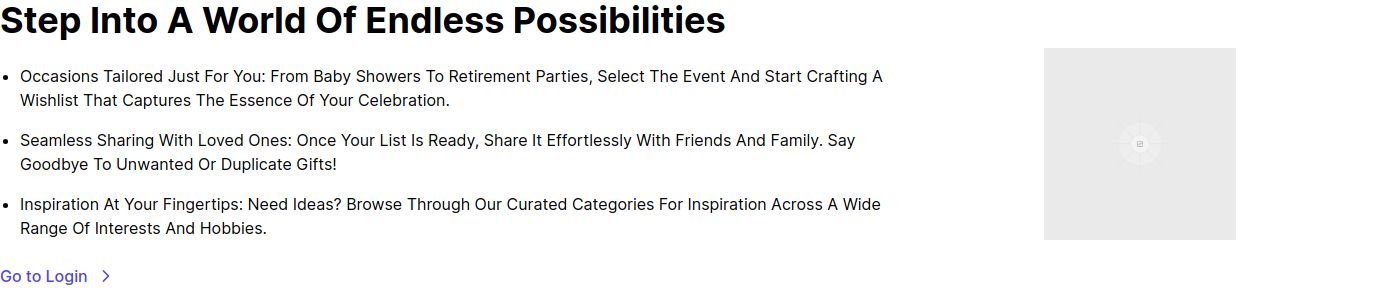 Step Into A World Of Endless Possibilities
• Occasions Tailored Just For You: From Baby Showers To Retirement Parties, Select The Event And Start Crafting A
Wishlist That Captures The Essence Of Your Celebration.
• Seamless Sharing With Loved Ones: Once Your List Is Ready, Share It Effortlessly With Friends And Family. Say
Goodbye To Unwanted Or Duplicate Gifts!
• Inspiration At Your Fingertips: Need Ideas? Browse Through Our Curated Categories For Inspiration Across A Wide
Range Of Interests And Hobbies.
Go to Login